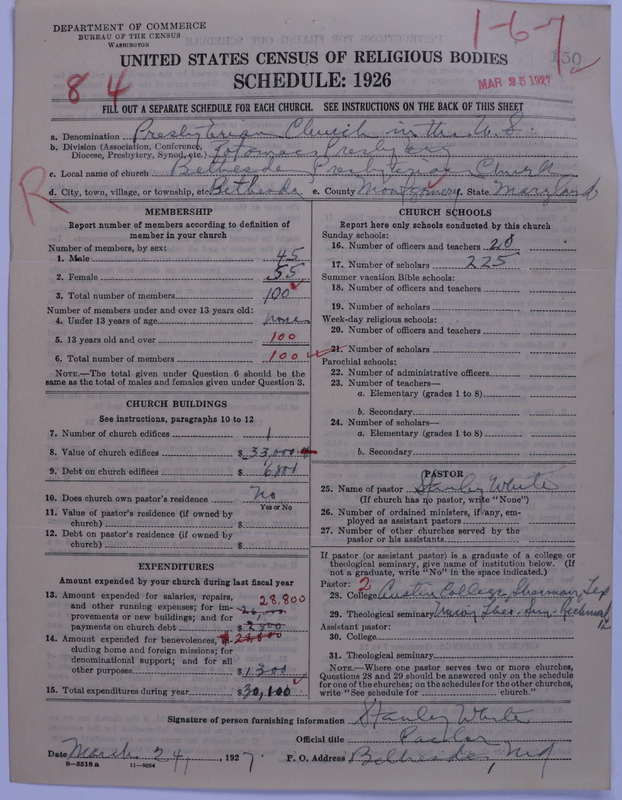 DEPARTMENT OF COMMERCE
BUREAU OF THE CENSUS
WASHINGTON
1-6-7
150
UNITED STATES CENSUS OF RELIGIOUS BODIES
SCHEDULE: 1926
84
MAR 25 1927
FILL OUT A SEPARATE SCHEDULE FOR EACH CHURCH. SEE INSTRUCTIONS ON THE BACK OF THIS SHEET
a. Denomination Presbyterian Church in the U.S.
b. Division (Association, Conference, Diocese, Presbytery, Synod, etc.) Potomac Presbytery
c. Local name of church Bethesda Presbyterian Church
R
d. City, town, village, or township, etc. Bethesda e. County Montgomery f. State Maryland
MEMBERSHIP
Report number of members according to definition of
member in your church
Number of members, by sex:
1. Male 45
2. Female 55
3. Total number of members 100
Number of members under and over 13 years old:
4. Under 13 years of age none
5. 13 years old and over 100
6. Total number of members 100
NOTE.—The total given under Question 6 should be
same as the total of males and females given under Question 3.
CHURCH BUILDINGS
See instructions, paragraphs 10 to 12
7. Number of church edifices 1
8. Value of church edifices $ 33,000
9. Debt on church edifices $ 6800
10. Does church own pastor's residence No
Yes or No
11. Value of pastor's residence (if owned by
church) $
12. Debt on pastor's residence (if owned by
church) $
EXPENDITURES
Amount expended by your church during last fiscal year
13. Amount expended for salaries, repairs,
and other running expenses; for im-
provements or new buildings; and for
payments on church debt 28,800
$ 2800
14. Amount expended for benevolences, in-
cluding home and foreign missions; for
denominational support; and for all
other purposes $ 1300
15. Total expenditures during year $ 30,100
CHURCH SCHOOLS
Report here only schools conducted by this church
Sunday schools:
16. Number of officers and teachers 20
17. Number of scholars 225
Summer vacation Bible schools:
18. Number of officers and teachers
19. Number of scholars
Week-day religious schools:
20. Number of officers and teachers
21. Number of scholars
Parochial schools:
22. Number of administrative officers
23. Number of teachers—
a. Elementary (grades 1 to 8)
b. Secondary
24. Number of scholars—
a. Elementary (grades 1 to 8)
b. Secondary
PASTOR
25. Name of pastor Stanley White
(If church has no pastor, write "None")
26. Number of ordained ministers, if any, em-
ployed as assistant pastors
27. Number of other churches served by the
pastor or his assistants
If pastor (or assistant pastor) is a graduate of a college or
theological seminary, give name of institution below. (If
not a graduate, write "No" in the space indicated.)
Pastor: 2
28. College Austin College, Sherman, Tex
29. Theological seminary Union Theo. Sem. Richmond
Assistant pastor:
30. College
31. Theological seminary
NOTE.—Where one pastor serves two or more churches,
Questions 28 and 29 should be answered only on the schedule
for one of the churches; on the schedules for the other churches,
write "See schedule for church."
Signature of person furnishing information Stanley White
Official title Pastor
Date March 24, 1927. P. O. Address Bethesda, Md
8-5518a 11-9654